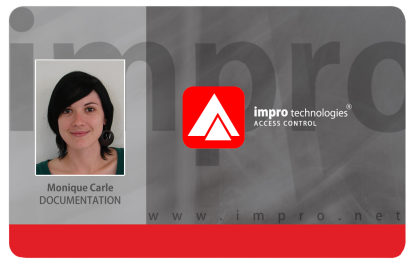 impro
impro technologies®
ACCESS CONTROL
Monique Carle
DOCUMENTATION
www.impro.net